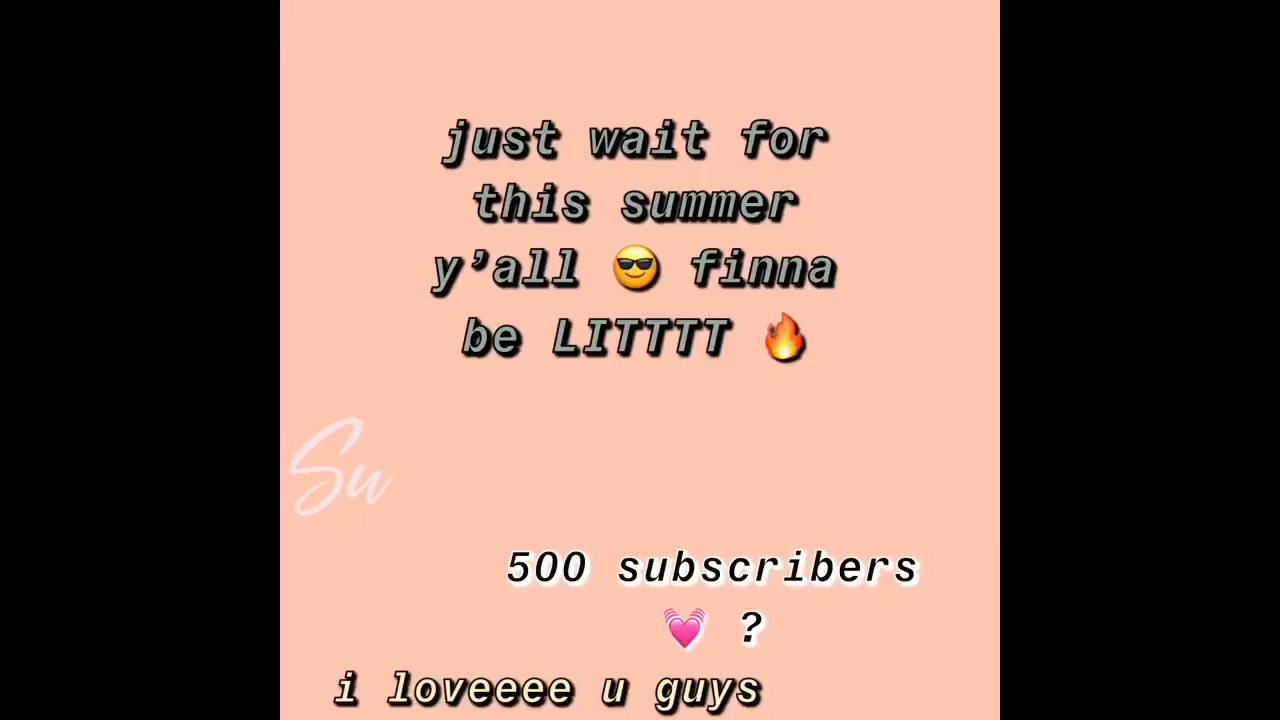 just wait for
this summer
y’all 😎 finna
be LITTTT 🔥
Su
500 subscribers
💓 ?
i loveeee u guys